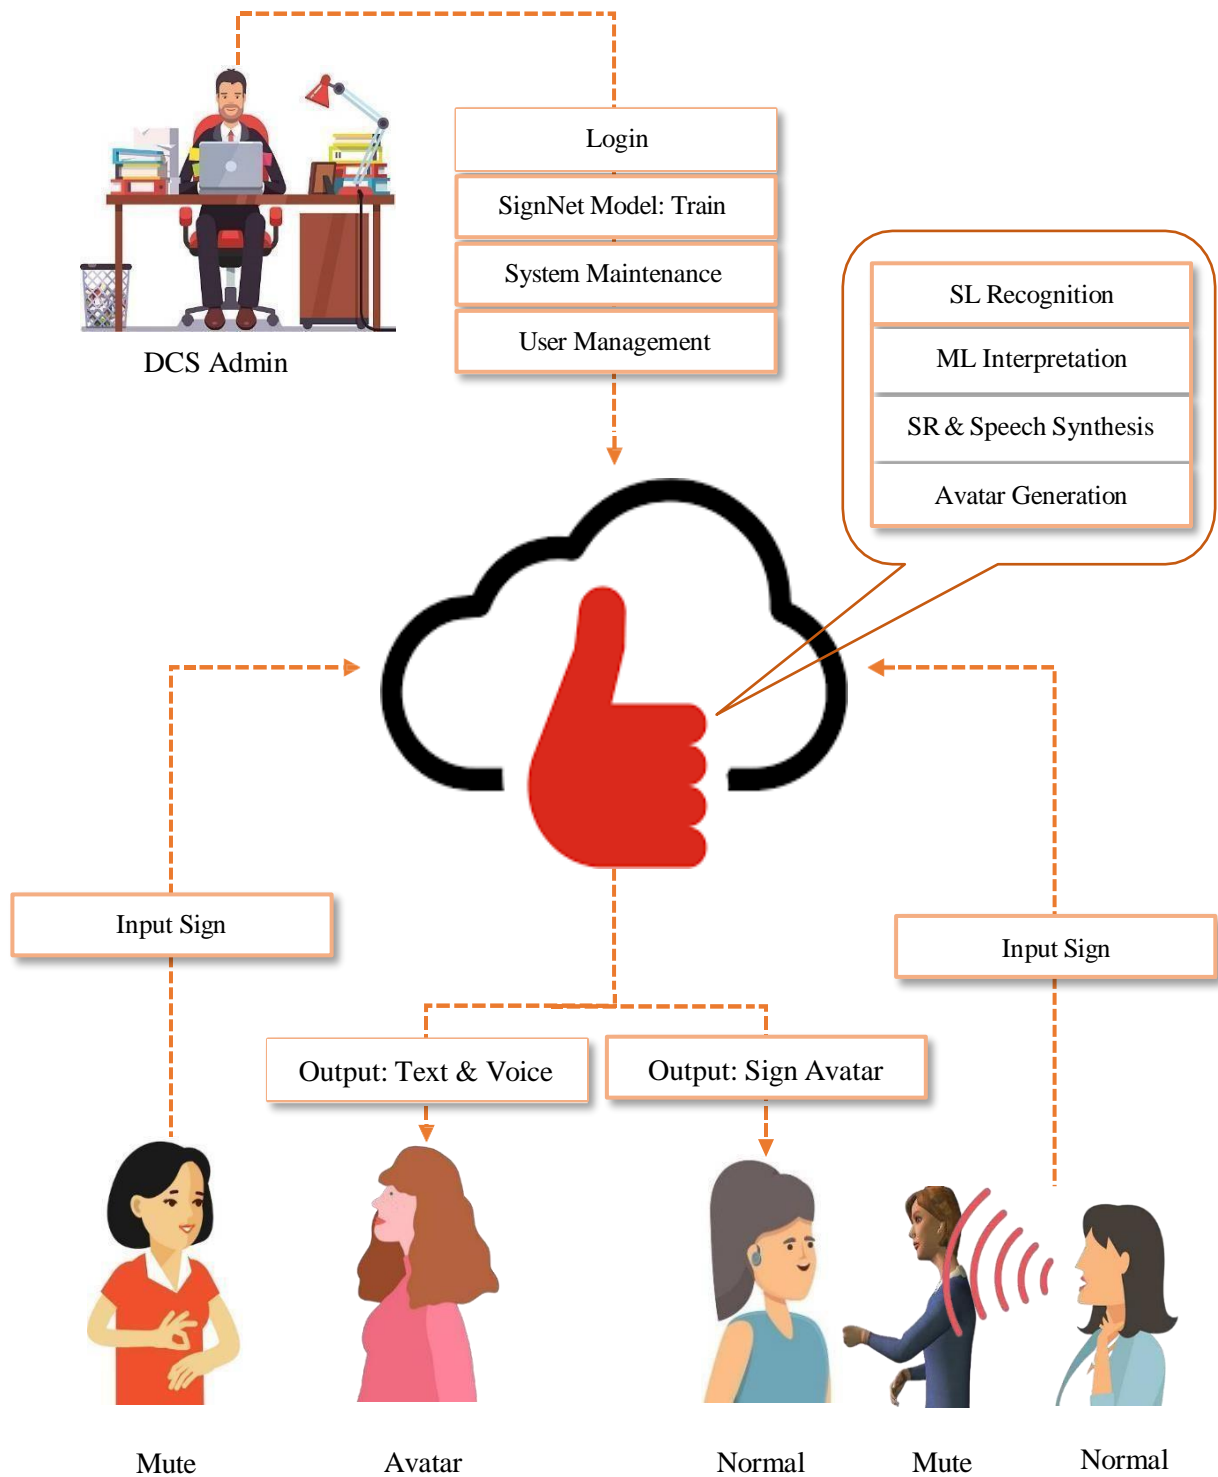 Login
SignNet Model: Train
System Maintenance
User Management
DCS Admin
SL Recognition
ML Interpretation
SR & Speech Synthesis
Avatar Generation
Input Sign
Input Sign
Output: Text & Voice
Output: Sign Avatar
Mute
Avatar
Normal
Mute
Normal